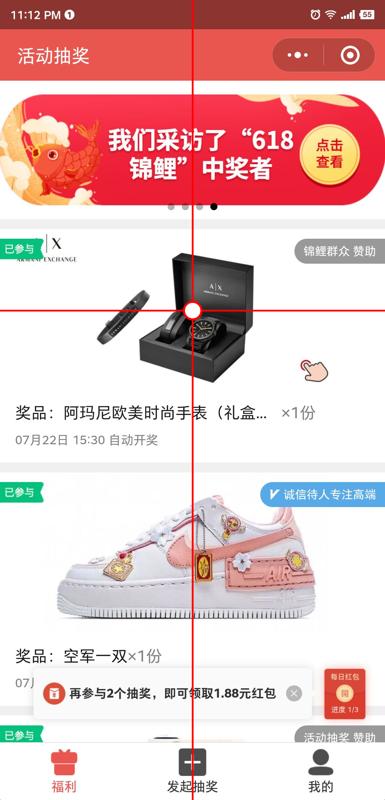 11:12 PM 1
55
活动抽奖
我们采访了“618
锦鲤”中奖者
点击
查看
已参与
A|X
ARMANI EXCHANGE
锦鲤群众 赞助
A|X
奖品：阿玛尼欧美时尚手表（礼盒... ×1份
07月22日 15:30 自动开奖
已参与
诚信待人专注高端
AIR
奖品：空军一双×1份
07月
再参与2个抽奖，即可领取1.88元红包
每日红包
進度 1/3
已参与
活动抽奖 赞助
福利
发起抽奖
我的